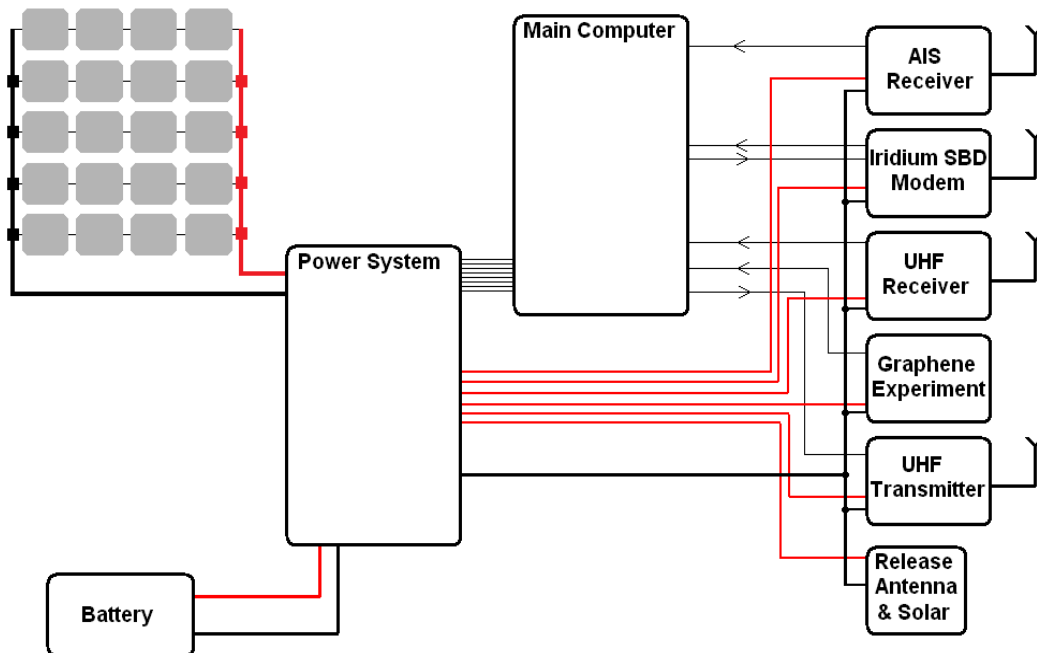 Main Computer
AIS
Receiver
Iridium SBD
Modem
Power System
UHF
Receiver
Graphene
Experiment
UHF
Transmitter
Release
Antenna
& Solar
Battery